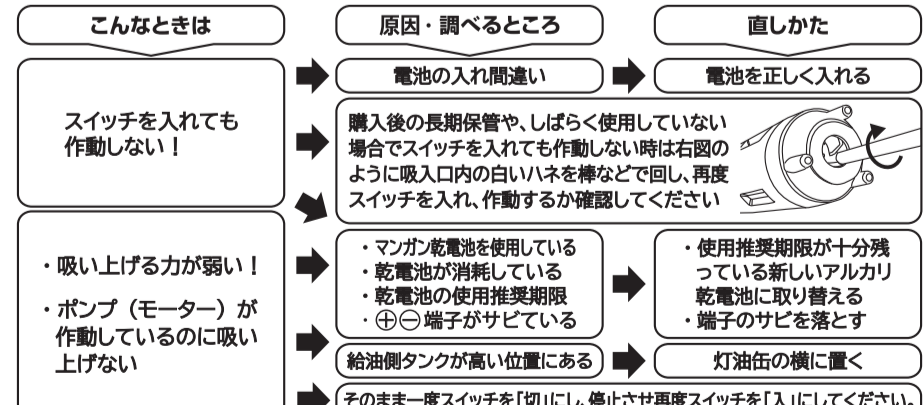 こんなときは
原因・調べるところ
直しかた
スイッチを入れても
作動しない！
電池の入れ間違い
電池を正しく入れる
購入後の長期保管や、しばらく使用していない
場合でスイッチを入れても作動しない時は右図の
ように吸入口内の白いハネを棒などで回し、再度
スイッチを入れ、作動するか確認してください
・吸い上げる力が弱い！
・ポンプ（モーター）が
作動しているのに吸い
上げない
・マンガン乾電池を使用している
・乾電池が消耗している
・乾電池の使用推奨期限
・⊕⊖端子がサビている
・使用推奨期限が十分残
っている新しいアルカリ
乾電池に取り替える
・端子のサビを落とす
給油側タンクが高い位置にある
灯油缶の横に置く
そのまま一度スイッチを「切」にし、停止させ再度スイッチを「入」にしてください。